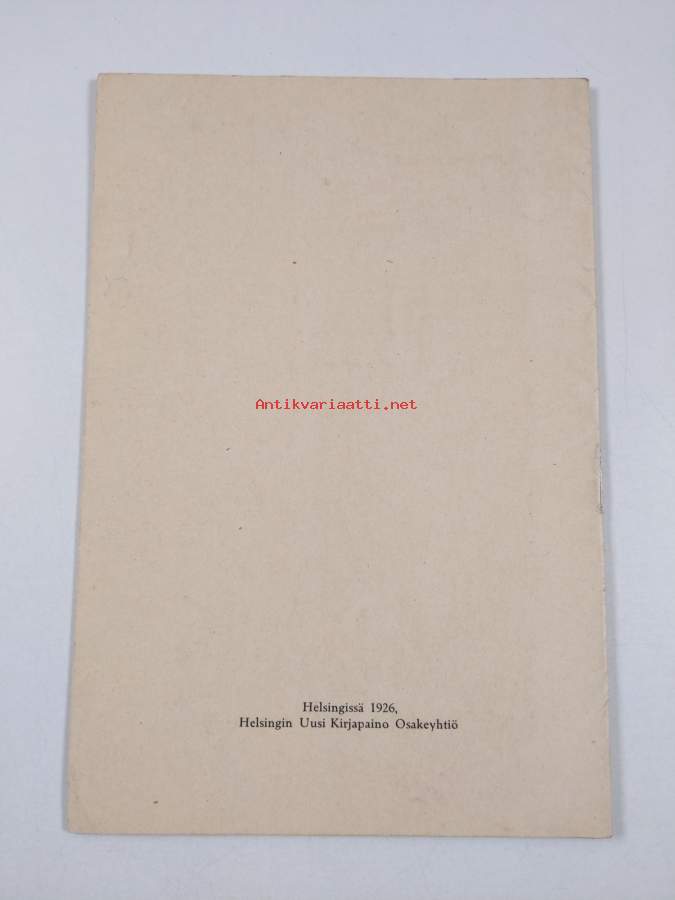 Antikvariaatti.net
Helsingissä 1926,
Helsingin Uusi Kirjapaino Osakeyhtiö